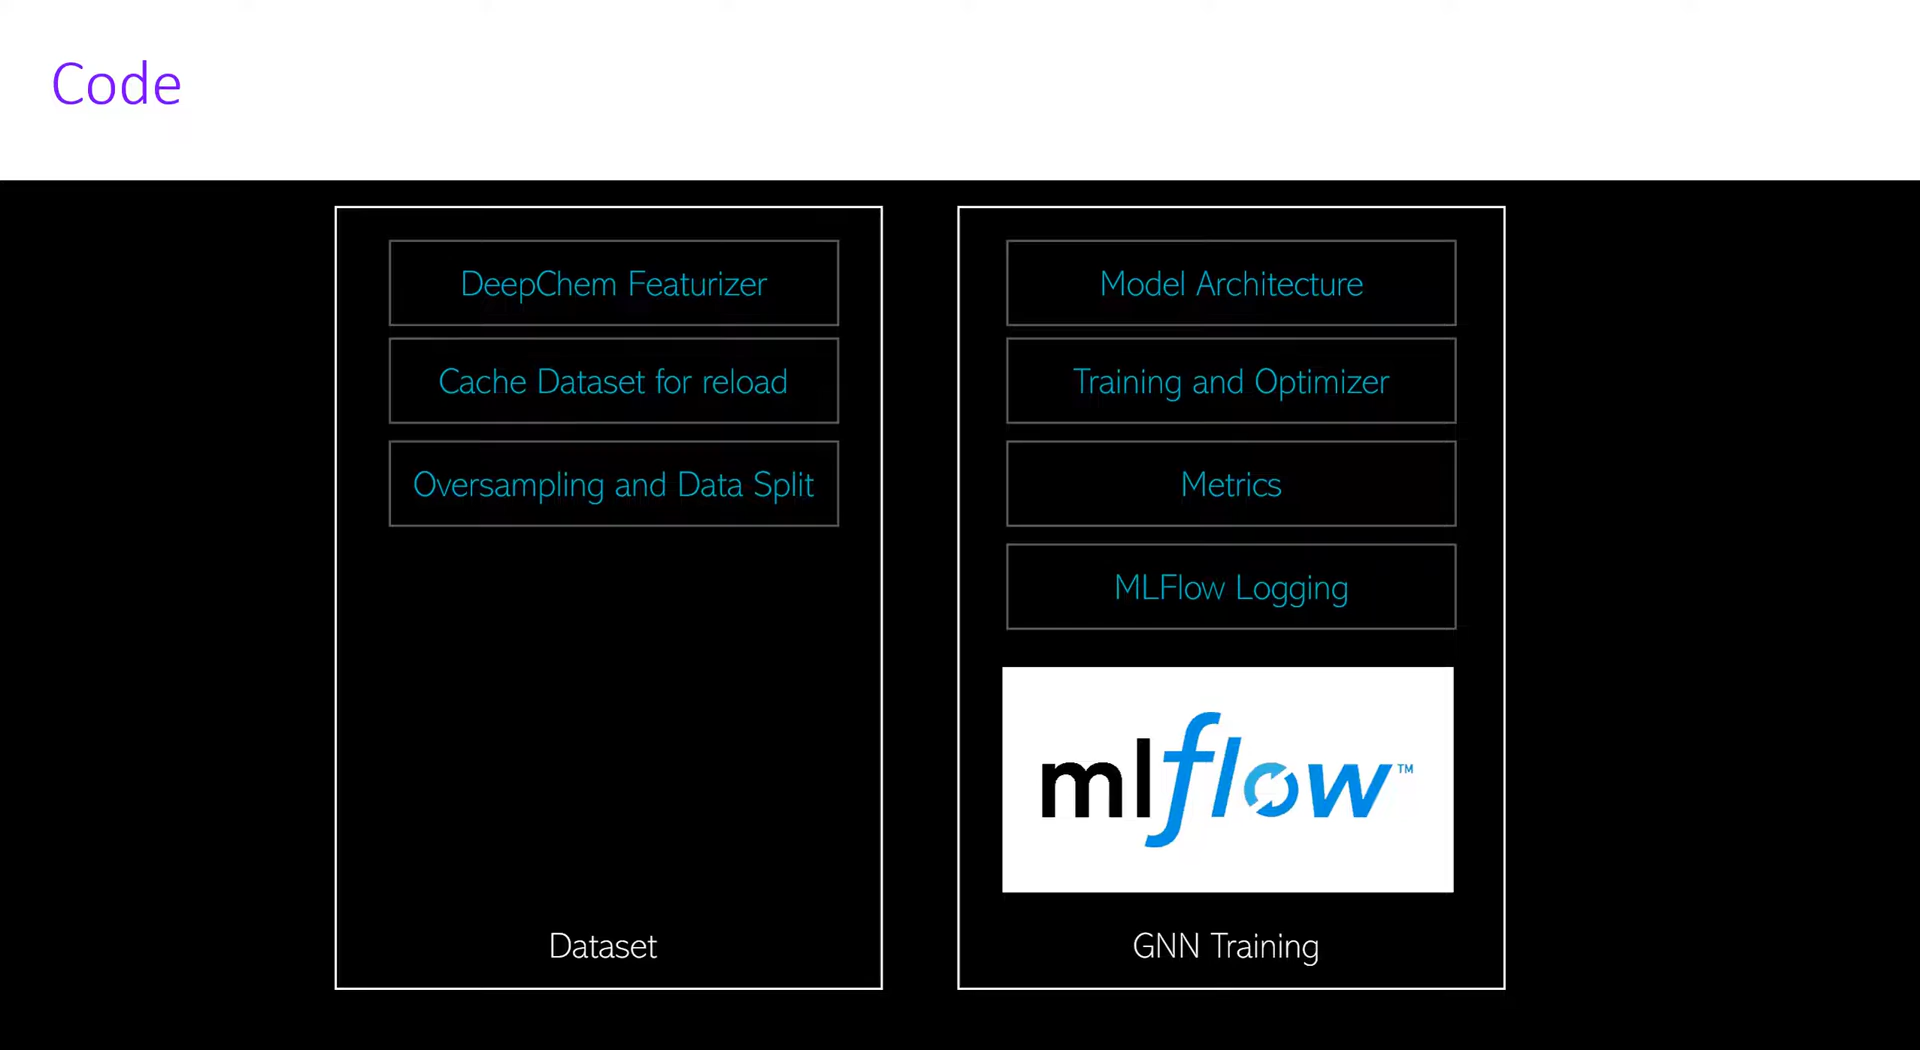 Code
DeepChem Featurizer
Cache Dataset for reload
Oversampling and Data Split
Dataset
Model Architecture
Training and Optimizer
Metrics
MLFlow Logging
mlflow™
GNN Training